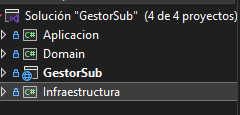 Solución "GestorSub" (4 de 4 proyectos)
C# Aplicacion
C# Domain
GestorSub
C# Infraestructura